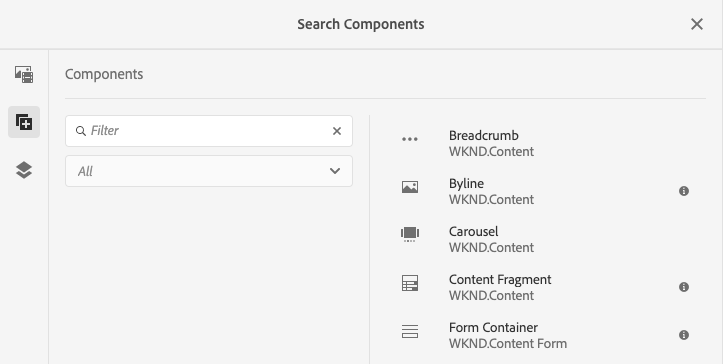 Search Components
Components
Filter
All
Breadcrumb
WKND.Content
Byline
WKND.Content
Carousel
WKND.Content
Content Fragment
WKND.Content
Form Container
WKND.Content Form